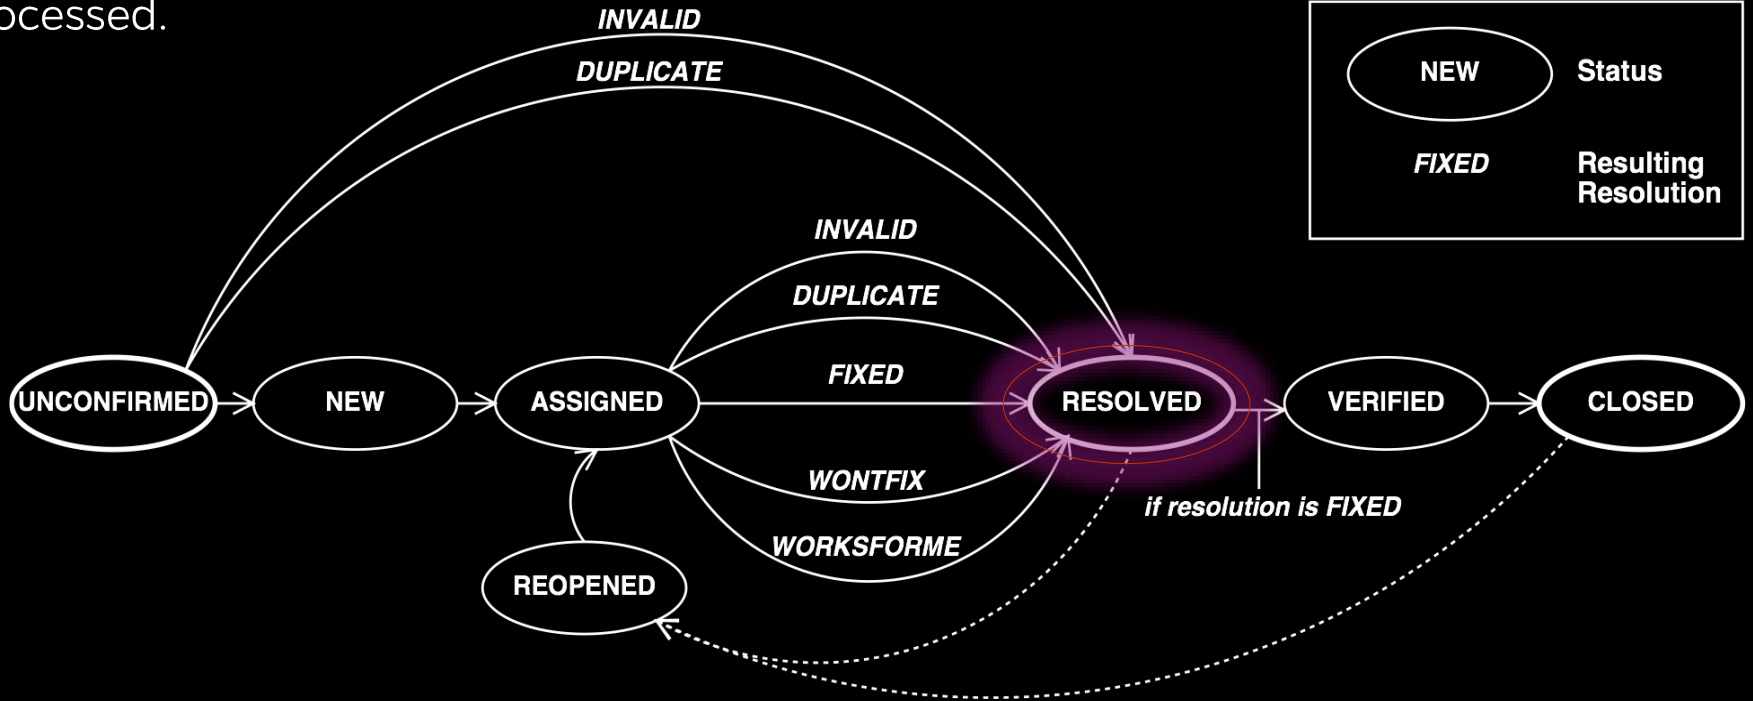 ocessed.
INVALID
DUPLICATE
NEW
Status
FIXED
Resulting
Resolution
INVALID
DUPLICATE
FIXED
UNCONFIRMED
NEW
ASSIGNED
RESOLVED
VERIFIED
CLOSED
WONTFIX
if resolution is FIXED
WORKSFORME
REOPENED